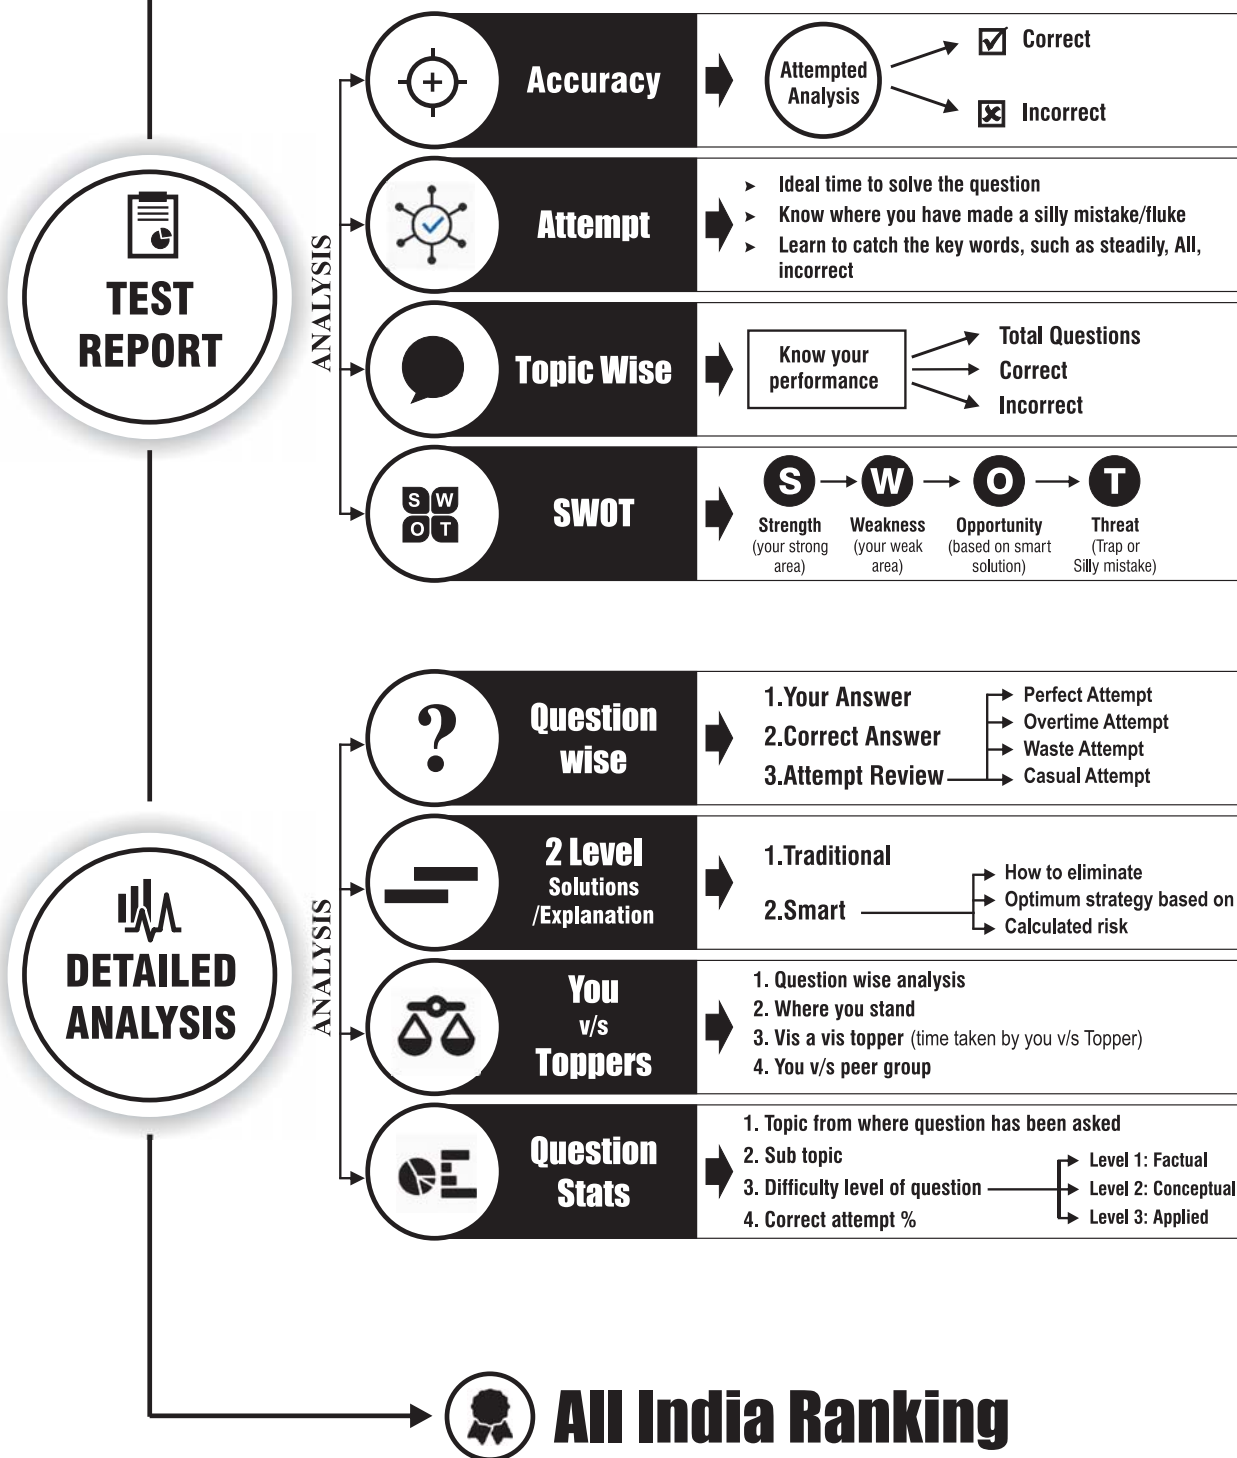 TEST
REPORT
ANALYSIS
Accuracy
Attempted
Analysis
Correct
Incorrect
Attempt
➤ Ideal time to solve the question
➤ Know where you have made a silly mistake/fluke
➤ Learn to catch the key words, such as steadily, All,
incorrect
Topic Wise
Know your
performance
Total Questions
Correct
Incorrect
S W
O T
SWOT
S W O T
Strength
(your strong
area)
Weakness
(your weak
area)
Opportunity
(based on smart
solution)
Threat
(Trap or
Silly mistake)
DETAILED
ANALYSIS
ANALYSIS
?
Question
wise
1.Your Answer
2.Correct Answer
3.Attempt Review
Perfect Attempt
Overtime Attempt
Waste Attempt
Casual Attempt
2 Level
Solutions
/Explanation
1.Traditional
2.Smart
How to eliminate
Optimum strategy based on
Calculated risk
You
v/s
Toppers
1. Question wise analysis
2. Where you stand
3. Vis a vis topper (time taken by you v/s Topper)
4. You v/s peer group
Question
Stats
1. Topic from where question has been asked
2. Sub topic
3. Difficulty level of question
4. Correct attempt %
Level 1: Factual
Level 2: Conceptual
Level 3: Applied
All India Ranking